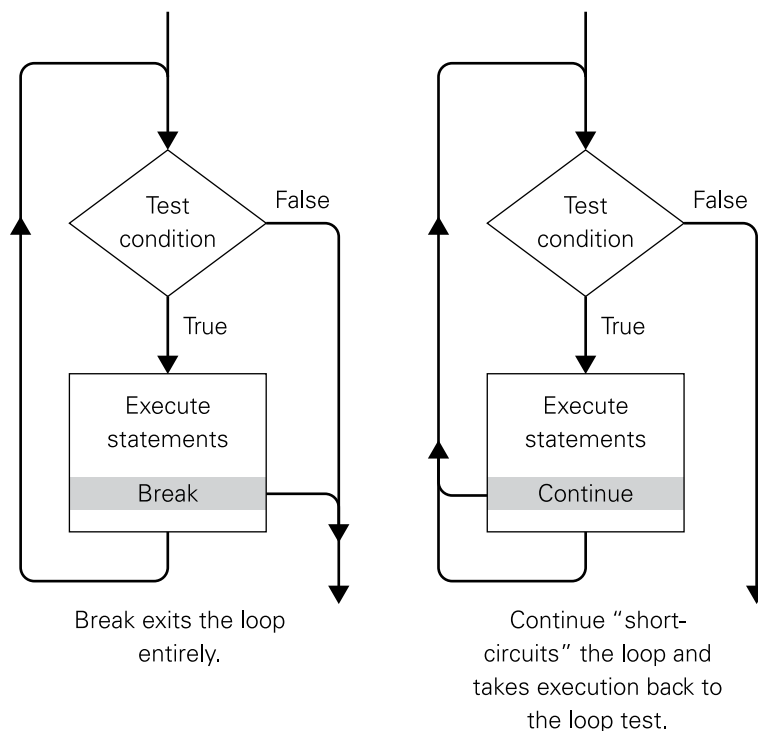 Test
condition
False
True
Execute
statements
Break
Break exits the loop
entirely.
Test
condition
False
True
Execute
statements
Continue
Continue “short-
circuits” the loop and
takes execution back to
the loop test.